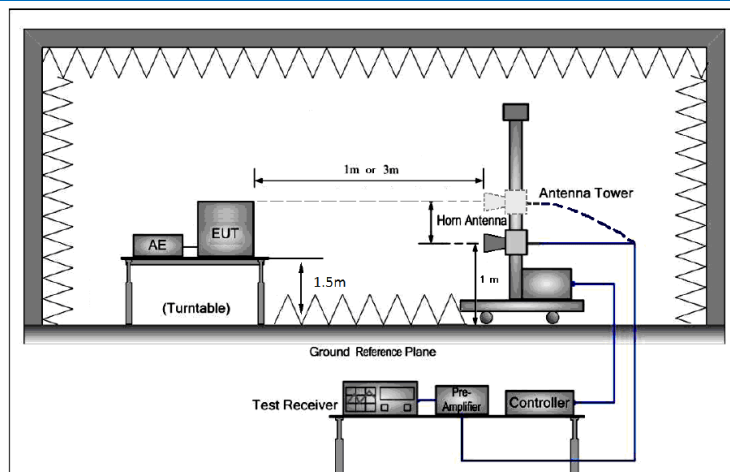 1m or 3m
Antenna Tower
Horn Antenna
EUT
AE
1.5m
1 m
(Turntable)
Ground Reference Plane
Test Receiver
Pre-
Amplifier
Controller